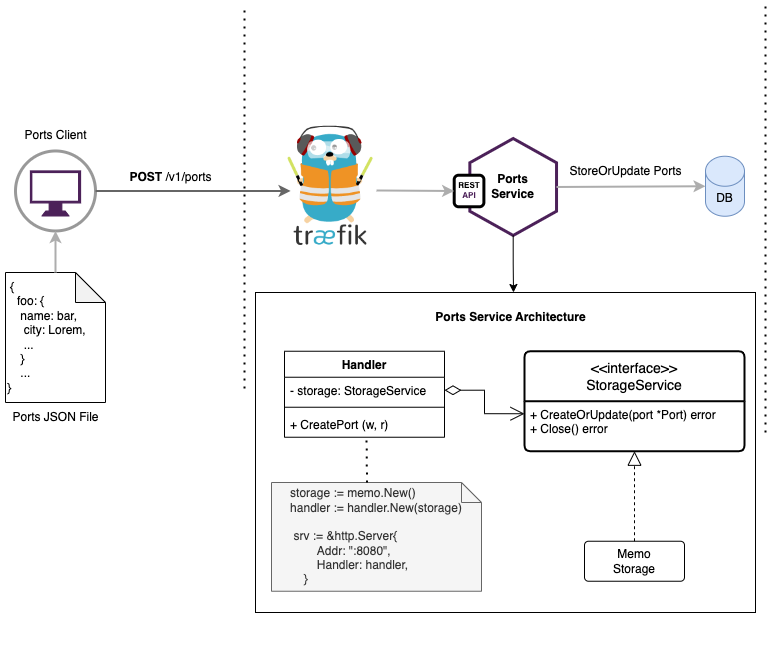 Ports Client
POST /v1/ports
træfik
REST
API
Ports
Service
StoreOrUpdate Ports
DB
{
foo: {
name: bar,
city: Lorem,
...
}
...
}
Ports JSON File
Ports Service Architecture
Handler
- storage: StorageService
+ CreatePort (w, r)
<<interface>>
StorageService
+ CreateOrUpdate(port *Port) error
+ Close() error
storage := memo.New()
handler := handler.New(storage)
srv := &http.Server{
Addr: ":8080",
Handler: handler,
}
Memo
Storage